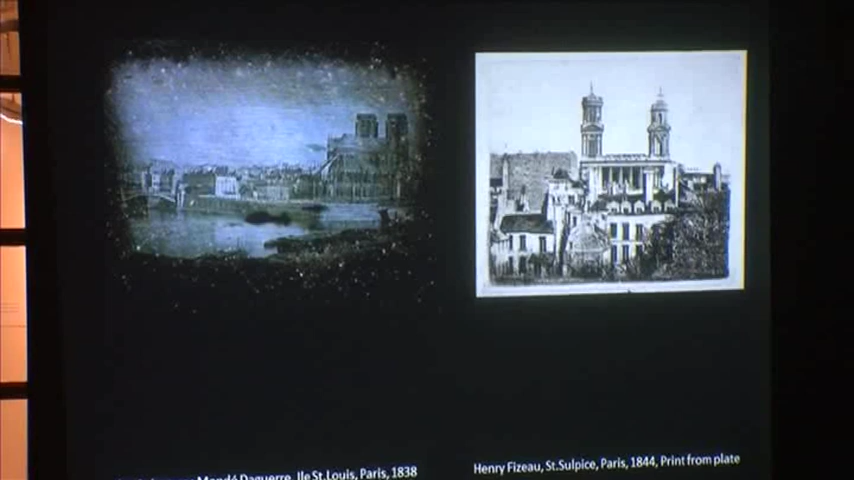 Mandé Daguerre, Ile St.Louis, Paris, 1838
Henry Fizeau, St.Sulpice, Paris, 1844, Print from plate